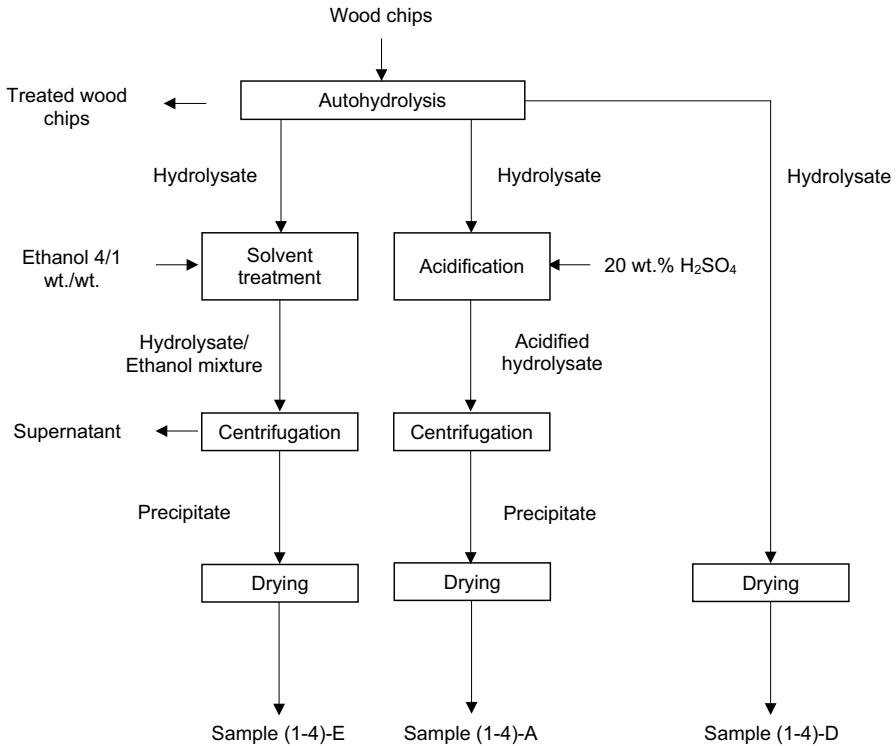 Wood chips
Treated wood
chips
Autohydrolysis
Hydrolysate
Hydrolysate
Hydrolysate
Ethanol 4/1
wt./wt.
Solvent
treatment
Acidification
20 wt.% H₂SO₄
Hydrolysate/
Ethanol mixture
Acidified
hydrolysate
Supernatant
Centrifugation
Centrifugation
Precipitate
Precipitate
Drying
Drying
Drying
Sample (1-4)-E
Sample (1-4)-A
Sample (1-4)-D